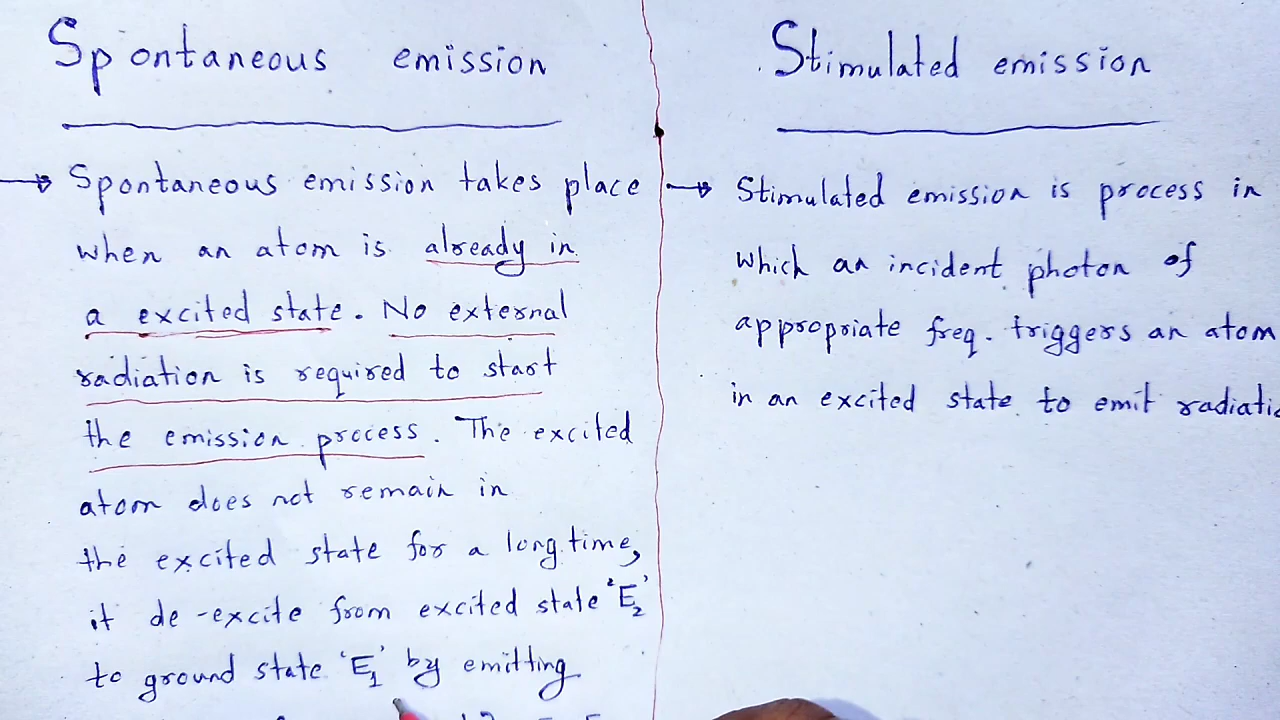 Spontaneous emission
→ Spontaneous emission takes place
when an atom is already in
a excited state. No external
radiation is required to start
the emission process. The excited
atom does not remain in
the excited state for a long time,
it de-excite from excited state 'E₂'
to ground state 'E₁' by emitting
Stimulated emission
→ Stimulated emission is process in
which an incident photon of
appropriate freq. triggers an atom
in an excited state to emit radiatio